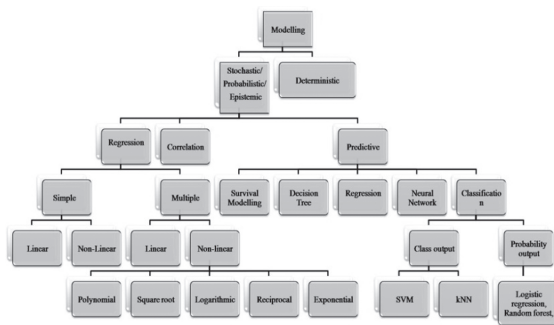 Modelling
Stochastic/
Probabilistic/
Epistemic
Deterministic
Regression
Correlation
Predictive
Simple
Multiple
Survival
Modelling
Decision
Tree
Regression
Neural
Network
Classificatio
n
Linear
Non-Linear
Linear
Non-linear
Class output
Probability
output
Polynomial
Square root
Logarithmic
Reciprocal
Exponential
SVM
kNN
Logistic
regression,
Random forest,